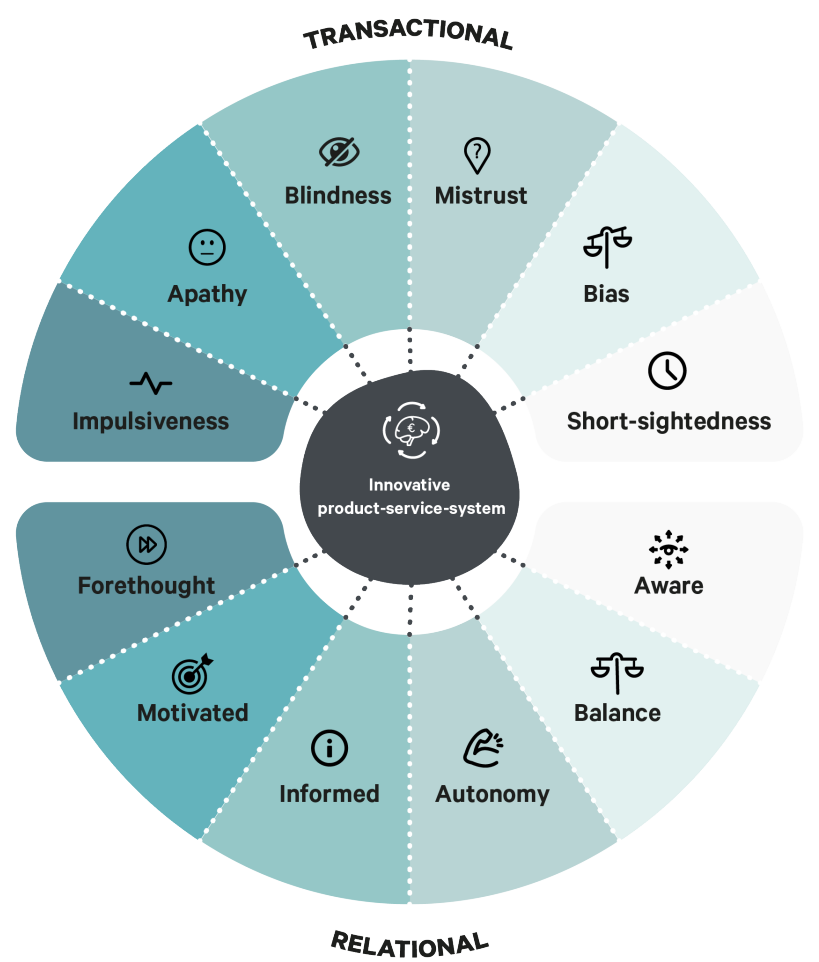 TRANSACTIONAL
Blindness
Mistrust
?
Apathy
Bias
Impulsiveness
Short-sightedness
€
Innovative
product-service-system
Forethought
Aware
Motivated
Balance
i
Informed
Autonomy
RELATIONAL